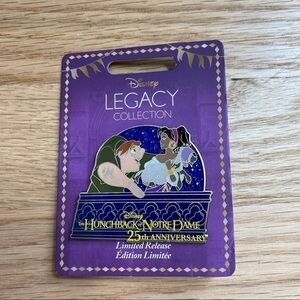 Disney
LEGACY
COLLECTION
Disney
THE HUNCHBACK OF NOTRE DAME
25th ANNIVERSARY
Limited Release
Édition Limitée